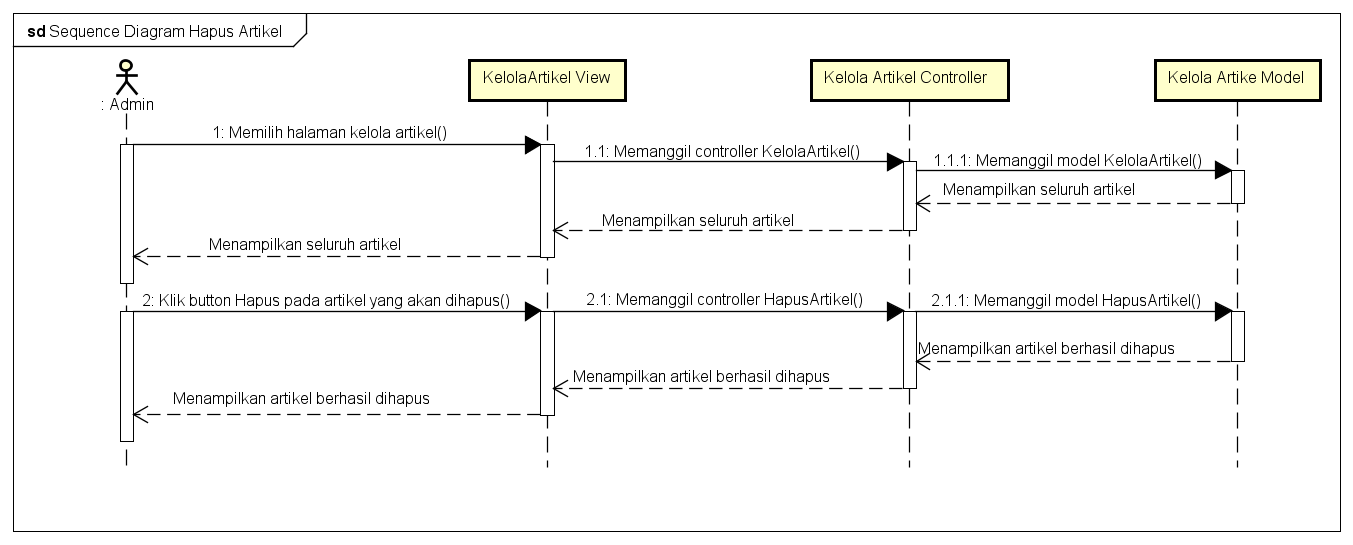 sd Sequence Diagram Hapus Artikel
: Admin
KelolaArtikel View
Kelola Artikel Controller
Kelola Artike Model
1: Memilih halaman kelola artikel()
1.1: Memanggil controller KelolaArtikel()
1.1.1: Memanggil model KelolaArtikel()
Menampilkan seluruh artikel
Menampilkan seluruh artikel
Menampilkan seluruh artikel
2: Klik button Hapus pada artikel yang akan dihapus()
2.1: Memanggil controller HapusArtikel()
2.1.1: Memanggil model HapusArtikel()
Menampilkan artikel berhasil dihapus
Menampilkan artikel berhasil dihapus
Menampilkan artikel berhasil dihapus